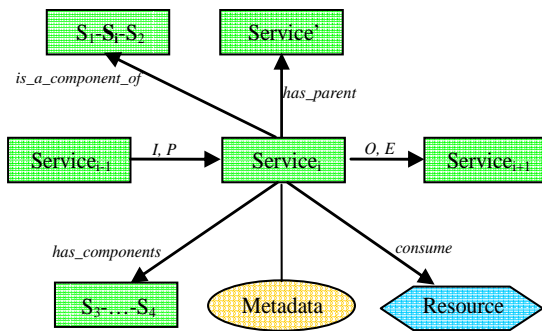 S1-Si-S2
Service’
is_a_component_of
has_parent
Servicei-1
I, P
Servicei
O, E
Servicei+1
has_components
consume
S3-…-S4
Metadata
Resource